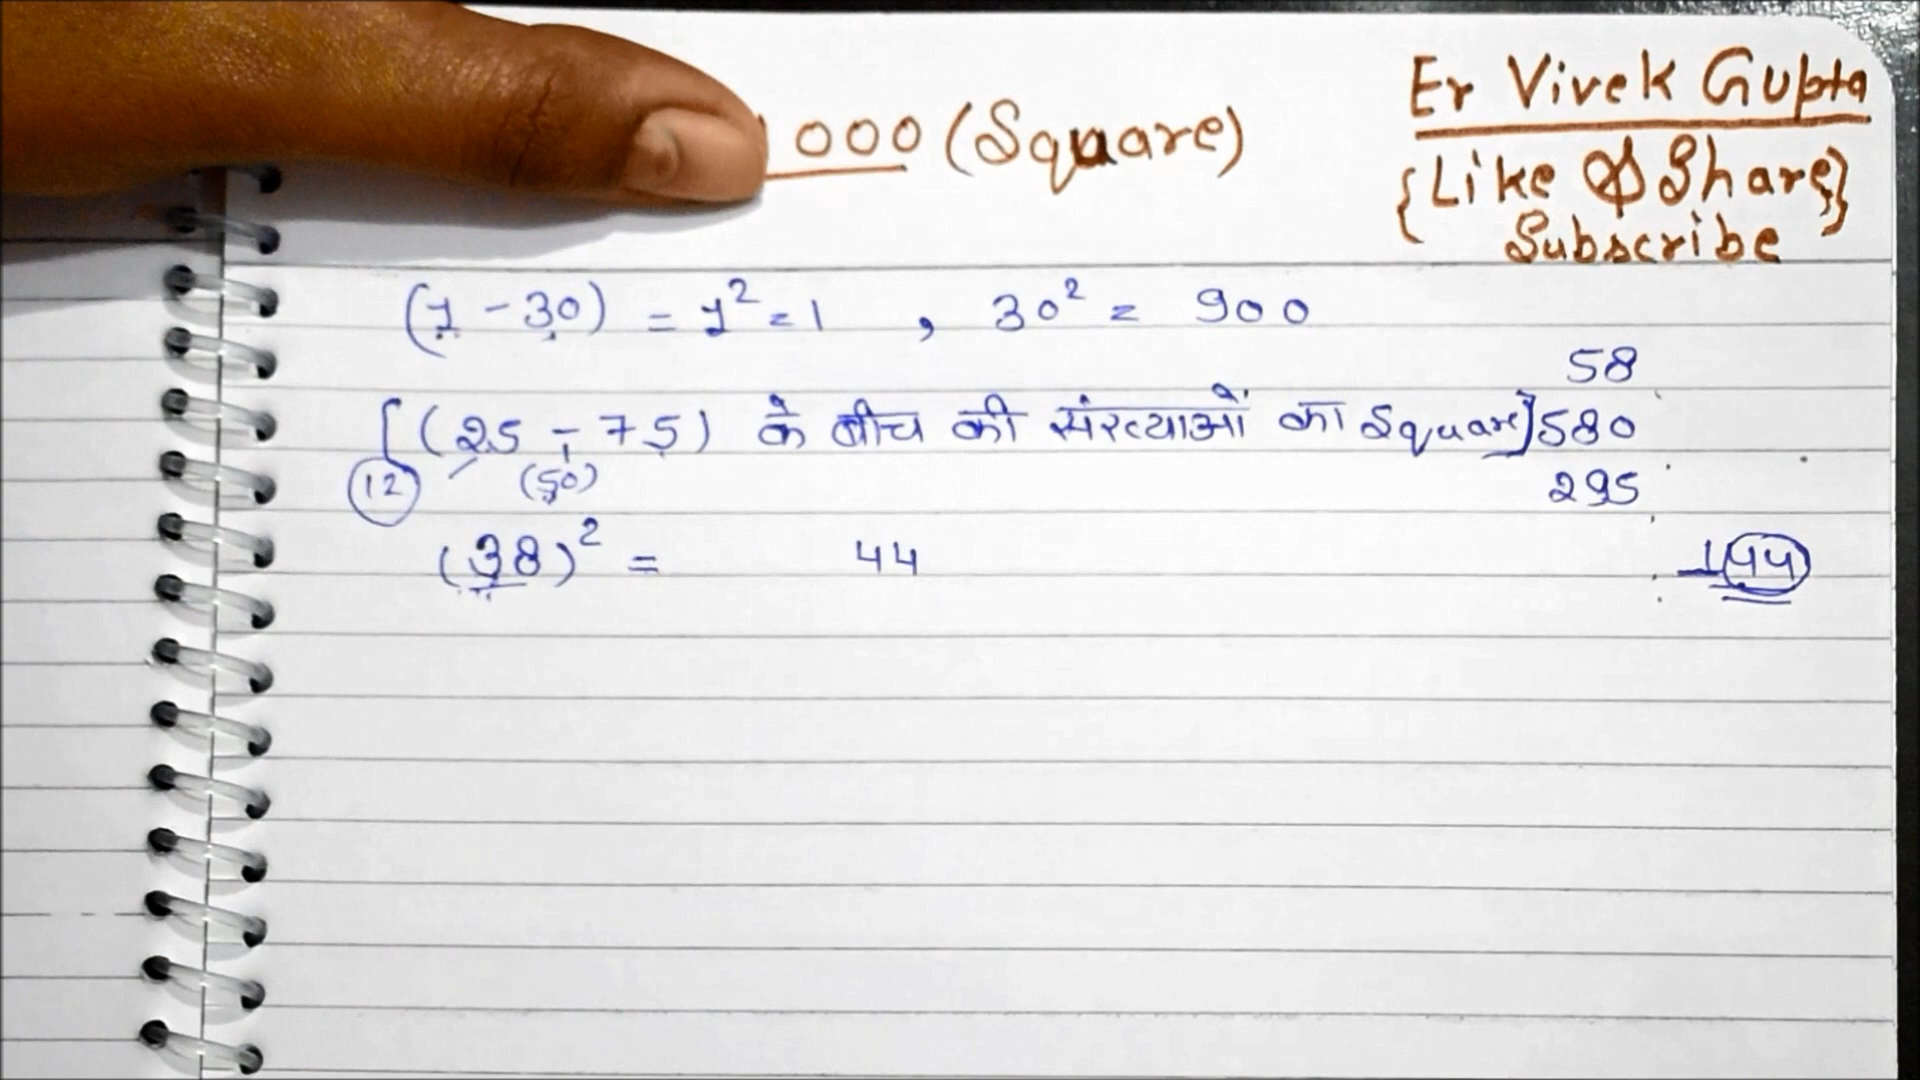 1000 (Square)
Er Vivek Gupta
{Like & Share}
Subscribe
(1 - 30) = 1² = 1 , 30² = 900
58
[(25 - 75) के बीच की संख्याओं का Square] 580
12 (50) 295
(38)² = 44 144